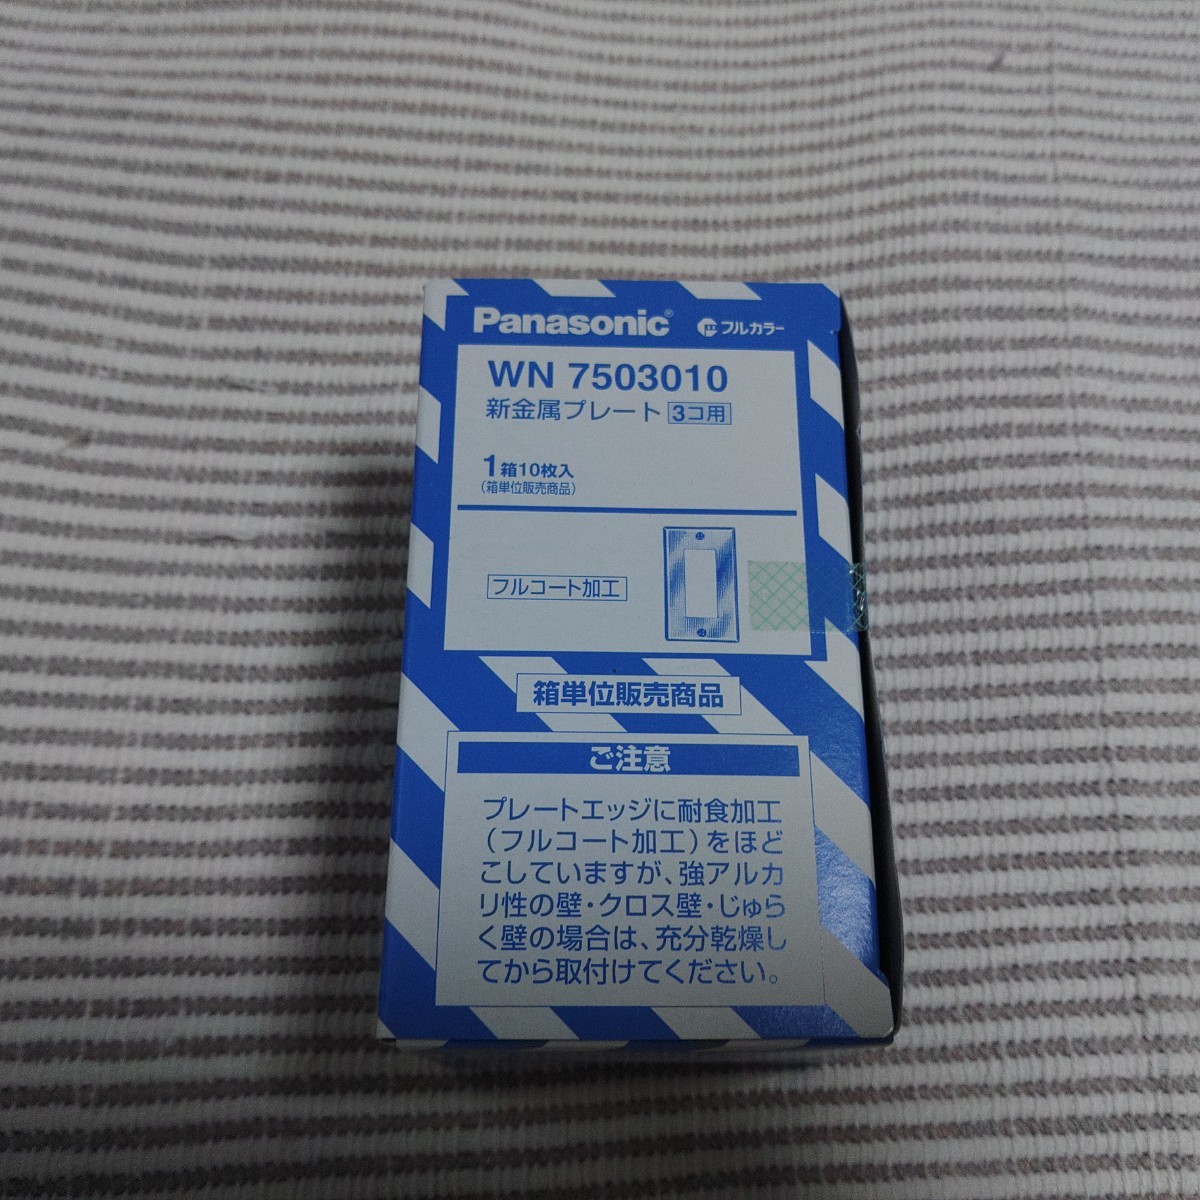 Panasonic® フルカラー
WN 7503010
新金属プレート 3コ用
1箱10枚入
(箱単位販売商品)
フルコート加工
箱単位販売商品
ご注意
プレートエッジに耐食加工
(フルコート加工)をほど
こしていますが、強アルカ
リ性の壁・クロス壁・じゅら
く壁の場合は、充分乾燥し
てから取付けてください。